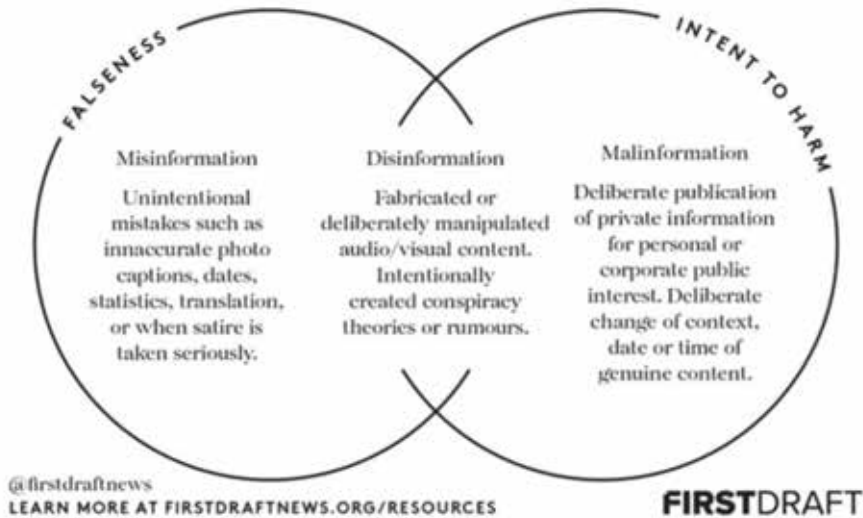 FALSENESS
INTENT TO HARM
Misinformation
Unintentional
mistakes such as
innaccurate photo
captions, dates,
statistics, translation,
or when satire is
taken seriously.
Disinformation
Fabricated or
deliberately manipulated
audio/visual content.
Intentionally
created conspiracy
theories or rumours.
Malinformation
Deliberate publication
of private information
for personal or
corporate public
interest. Deliberate
change of context,
date or time of
genuine content.
@firstdraftnews
LEARN MORE AT FIRSTDRAFTNEWS.ORG/RESOURCES
FIRSTDRAFT